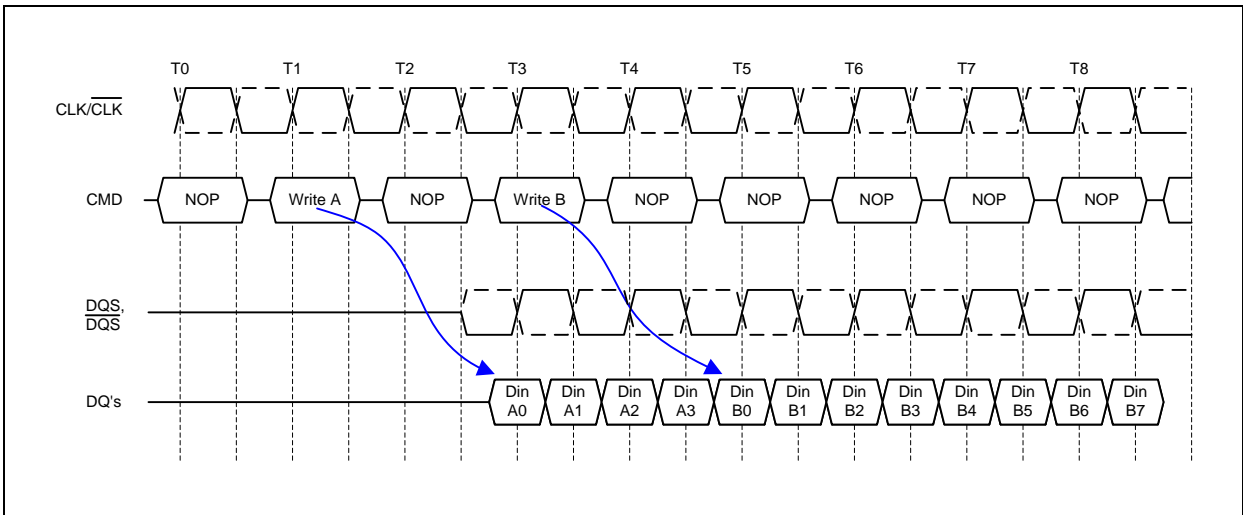 T0 T1 T2 T3 T4 T5 T6 T7 T8
CLK/CLK
CMD NOP Write A NOP Write B NOP NOP NOP NOP NOP
DQS,
DQS
DQ's Din Din Din Din Din Din Din Din Din Din Din Din
A0 A1 A2 A3 B0 B1 B2 B3 B4 B5 B6 B7